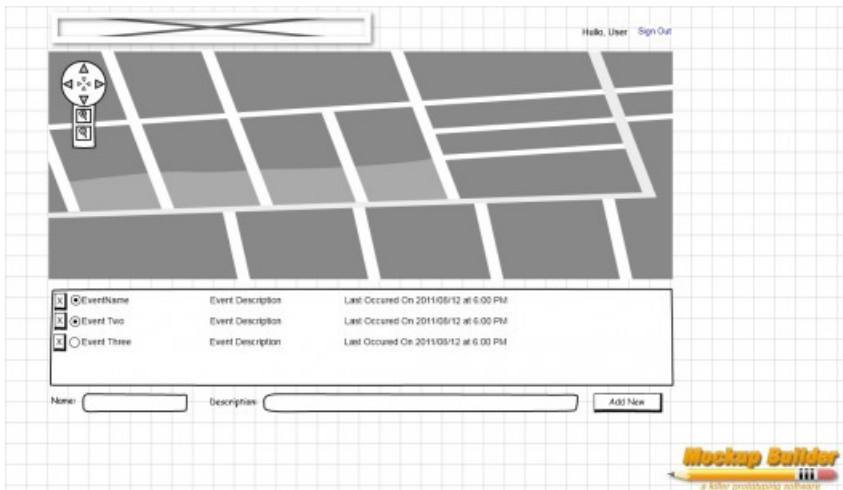 Hullo, User Sign Out
X EventName Event Description Last Occured On 2011/08/12 at 6:00 PM
X Event Two Event Description Last Occured On 2011/08/12 at 6:00 PM
X Event Three Event Description Last Occured On 2011/08/12 at 6:00 PM
Name: Description: Add New
Mockup Builder
a killer prototyping software